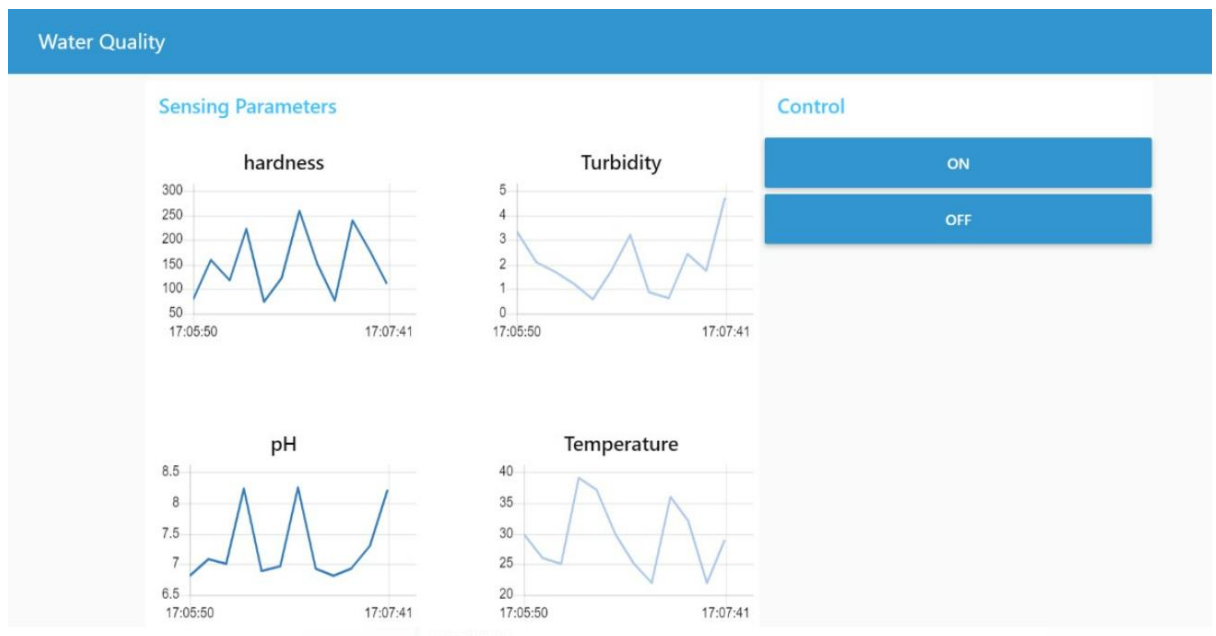 Water Quality
Sensing Parameters
Control
hardness
300
250
200
150
100
50
17:05:50 17:07:41
Turbidity
5
4
3
2
1
0
17:05:50 17:07:41
ON
OFF
pH
8.5
8
7.5
7
6.5
17:05:50 17:07:41
Temperature
40
35
30
25
20
17:05:50 17:07:41